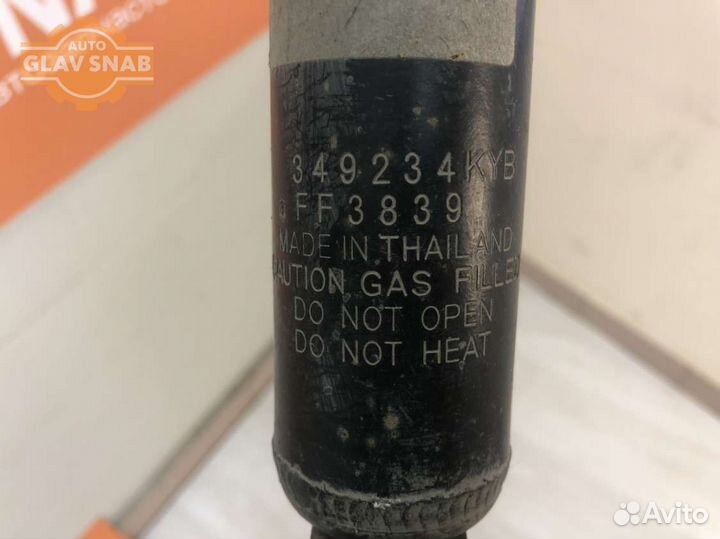 AUTO
GLAV SNAB
349234KYB
FF3839
MADE IN THAILAND
CAUTION GAS FILLED
DO NOT OPEN
DO NOT HEAT
Avito